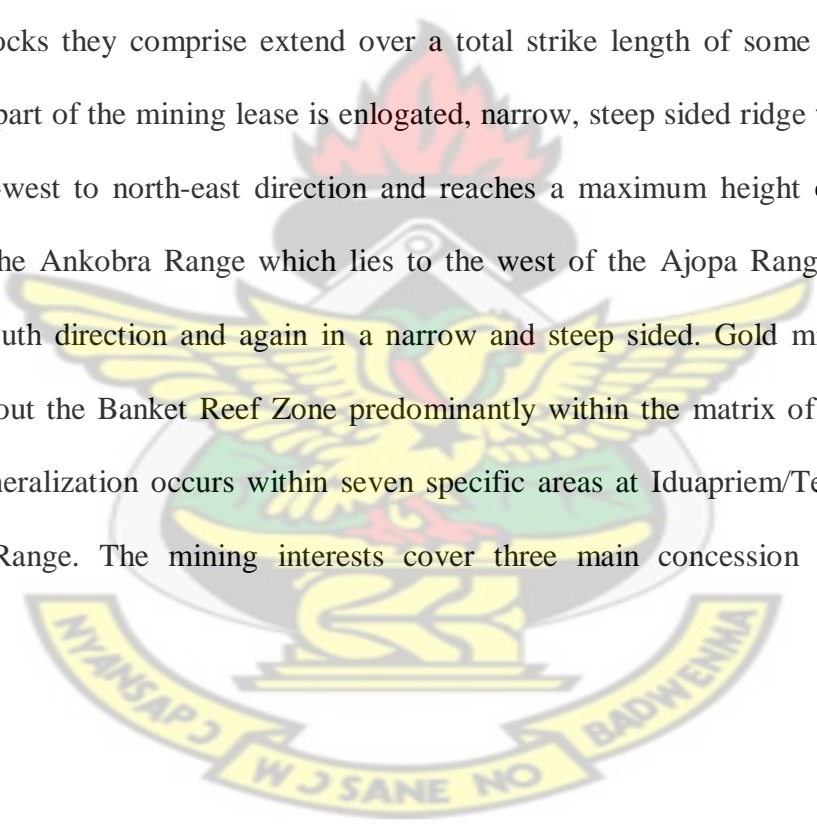 ocks they comprise extend over a total strike length of some
part of the mining lease is enlogated, narrow, steep sided ridge
-west to north-east direction and reaches a maximum height
he Ankobra Range which lies to the west of the Ajopa Rang
uth direction and again in a narrow and steep sided. Gold mi
out the Banket Reef Zone predominantly within the matrix of
neralization occurs within seven specific areas at Iduapriem/Te
Range. The mining interests cover three main concession
NYANSAPƆ WƆSANE NO BADWENMA